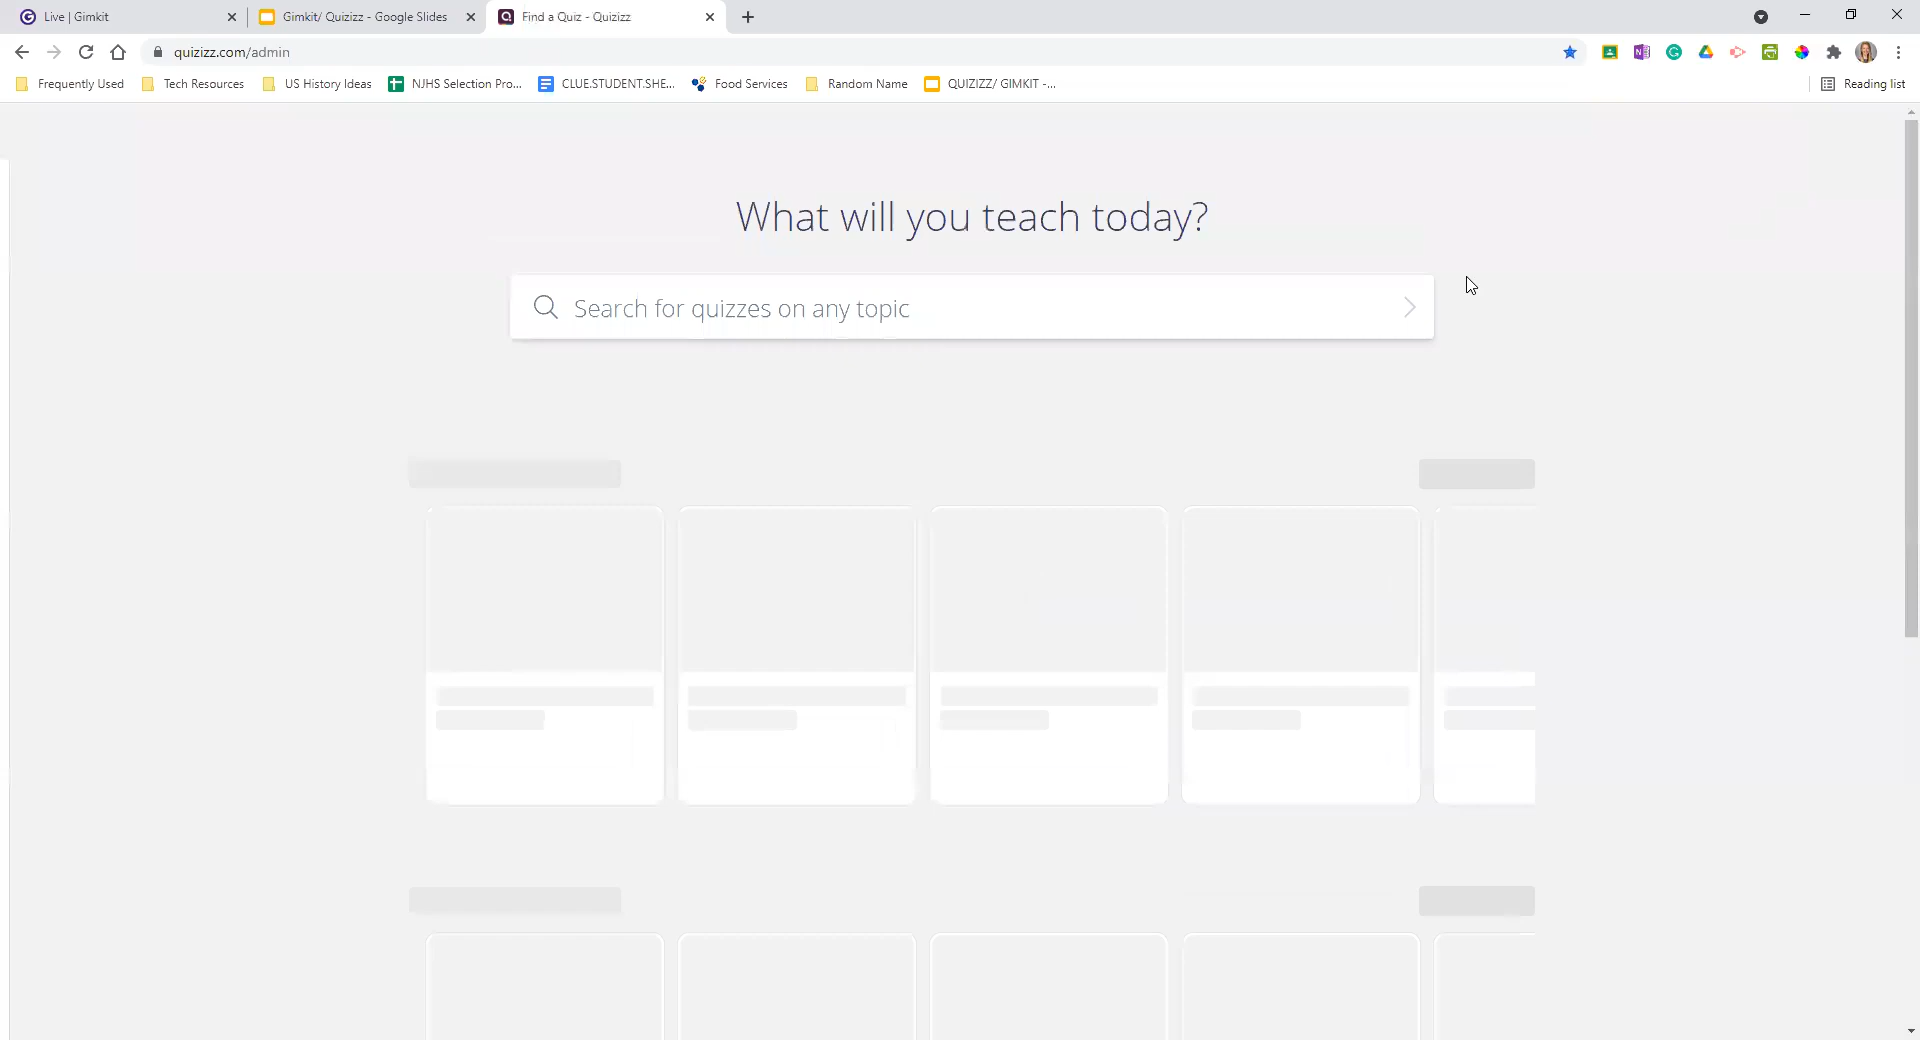 Live | Gimkit
Gimkit/ Quizizz - Google Slides
Find a Quiz - Quizizz
quizizz.com/admin
Frequently Used
Tech Resources
US History Ideas
NJHS Selection Pro...
CLUE.STUDENT.SHE...
Food Services
Random Name
QUIZIZZ/ GIMKIT -...
Reading list
What will you teach today?
Search for quizzes on any topic